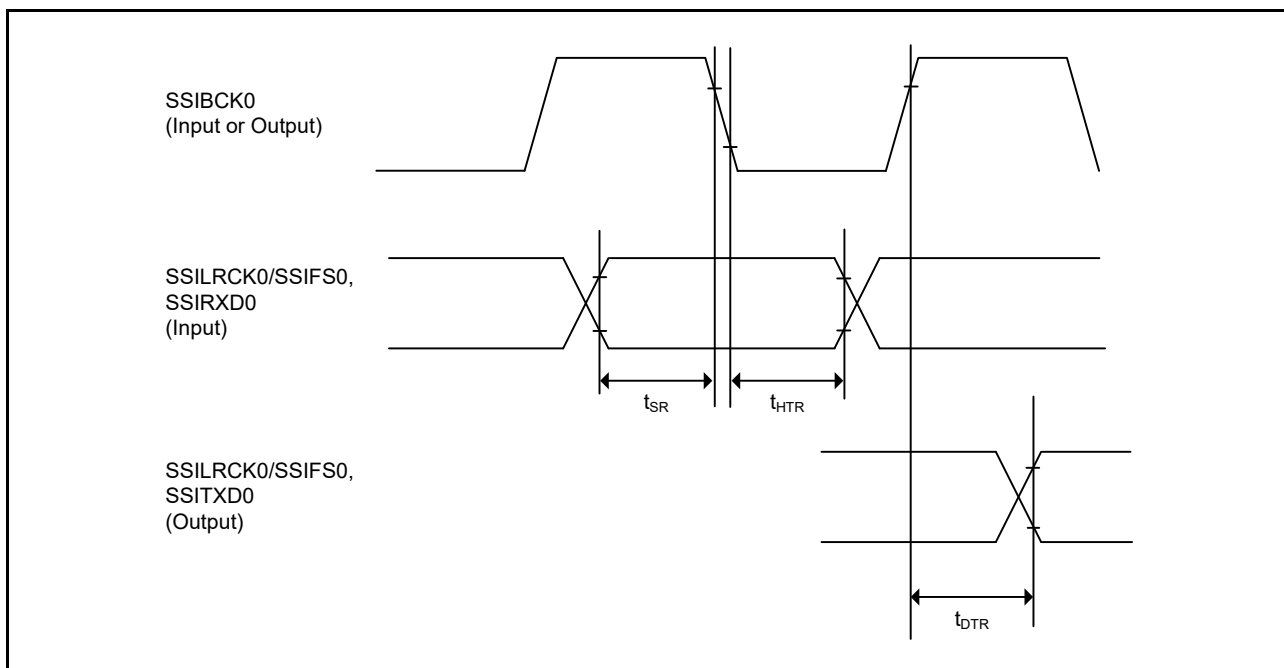 SSIBCK0
(Input or Output)
SSILRCK0/SSIFS0,
SSIRXD0
(Input)
tSR
tHTR
SSILRCK0/SSIFS0,
SSITXD0
(Output)
tDTR